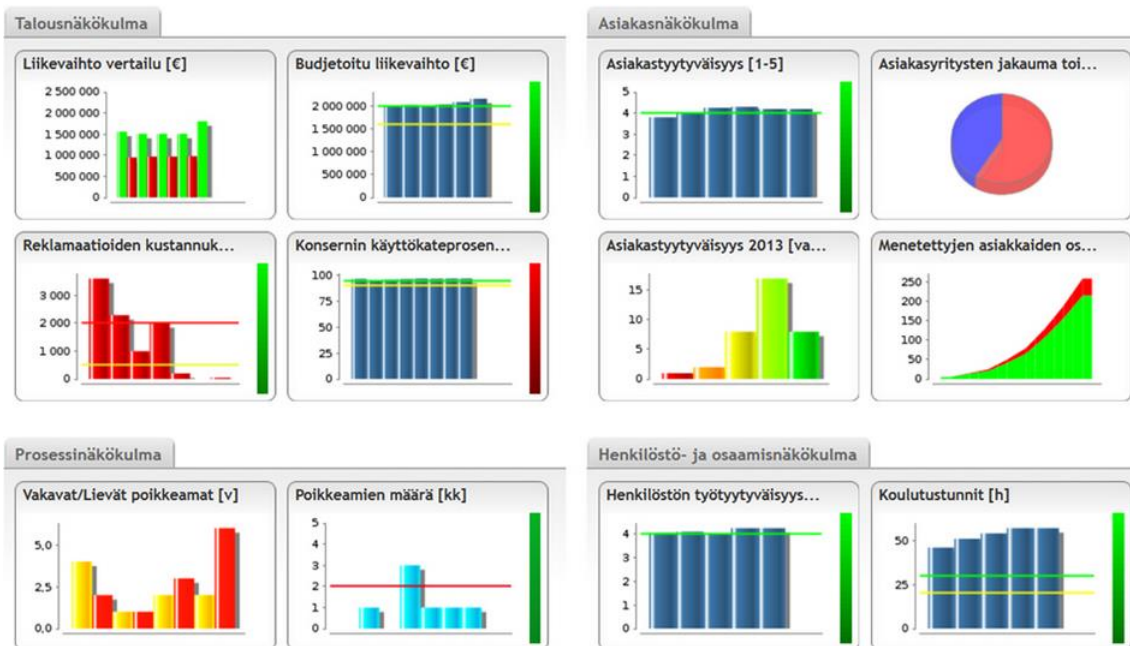 Talousnäkökulma
Asiakasnäkökulma
Liikevaihto vertailu [€]
2 500 000
2 000 000
1 500 000
1 000 000
500 000
0
Budjetoitu liikevaihto [€]
2 000 000
1 500 000
1 000 000
500 000
0
Asiakastyytyväisyys [1-5]
5
4
3
2
1
0
Asiakasyritysten jakauma toi...
Reklamaatioiden kustannuk...
3 000
2 000
1 000
0
Konsernin käyttökateprosen...
100
75
50
25
0
Asiakastyytyväisyys 2013 [va...
15
10
5
0
Menetettyjen asiakkaiden os...
250
200
150
100
50
0
Prosessinäkökulma
Henkilöstö- ja osaamisnäkökulma
Vakavat/Lievät poikkeamat [v]
5,0
2,5
0,0
Poikkeamien määrä [kk]
5
4
3
2
1
0
Henkilöstön työtyytyväisyys...
4
3
2
1
0
Koulutustunnit [h]
50
25
0